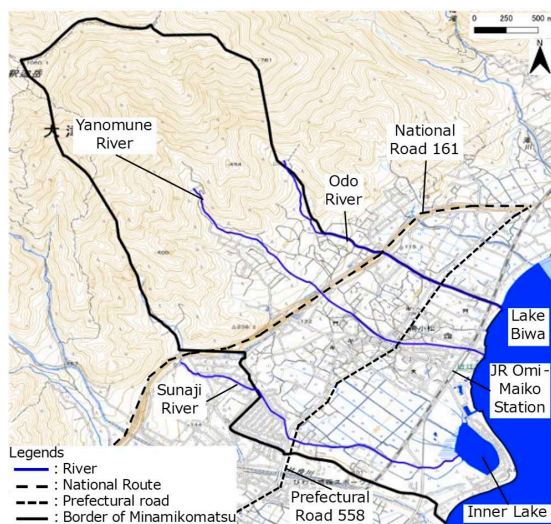 0 250 500 m
N
Yanomune
River
National
Road 161
Odo
River
Lake
Biwa
JR Omi-
Maiko
Station
Sunaji
River
Legends
: River
: National Route
: Prefectural road
: Border of Minamikomatsu
Prefectural
Road 558
Inner Lake